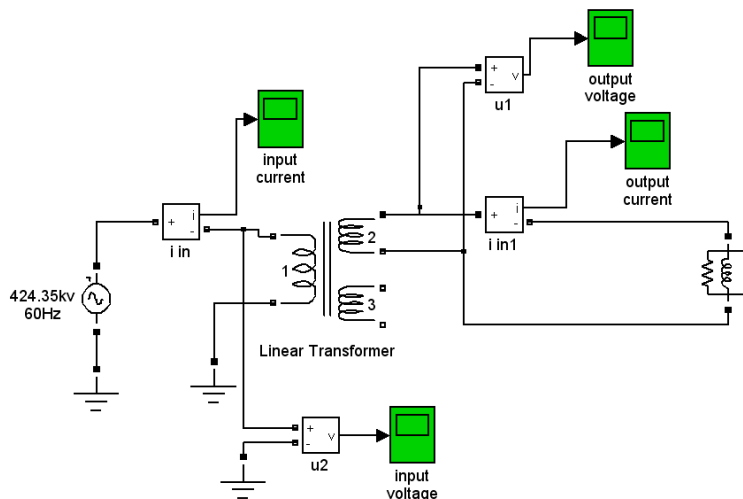 output
voltage
+
-
v
u1
input
current
output
current
+
-
i
i in
+
-
i
i in1
1
2
3
424.35kv
60Hz
Linear Transformer
+
-
v
u2
input
voltage